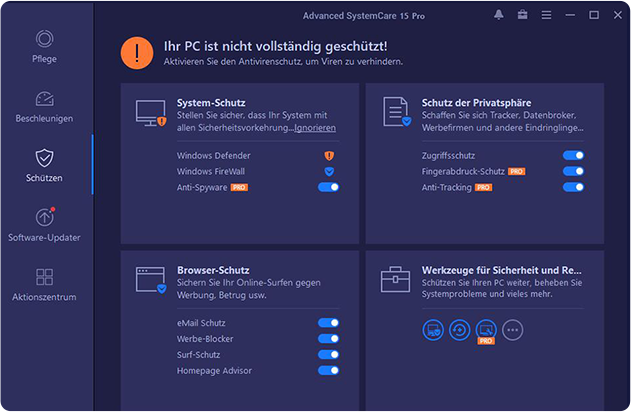 Advanced SystemCare 15 Pro
Pflege
Beschleunigen
Schützen
Software-Updater
Aktionszentrum
Ihr PC ist nicht vollständig geschützt!
Aktivieren Sie den Antivirenschutz, um Viren zu verhindern.
System-Schutz
Stellen Sie sicher, dass Ihr System mit
allen Sicherheitsvorkehrung...Ignorieren
Windows Defender
Windows FireWall
Anti-Spyware PRO
Schutz der Privatsphäre
Schaffen Sie sich Tracker, Datenbroker,
Werbefirmen und andere Eindringlinge...
Zugriffsschutz
Fingerabdruck-Schutz PRO
Anti-Tracking PRO
Browser-Schutz
Sichern Sie Ihr Online-Surfen gegen
Werbung, Betrug usw.
eMail Schutz
Werbe-Blocker
Surf-Schutz
Homepage Advisor
Werkzeuge für Sicherheit und Re...
Schützen Sie Ihren PC weiter, beheben Sie
Systemprobleme und vieles mehr.
PRO